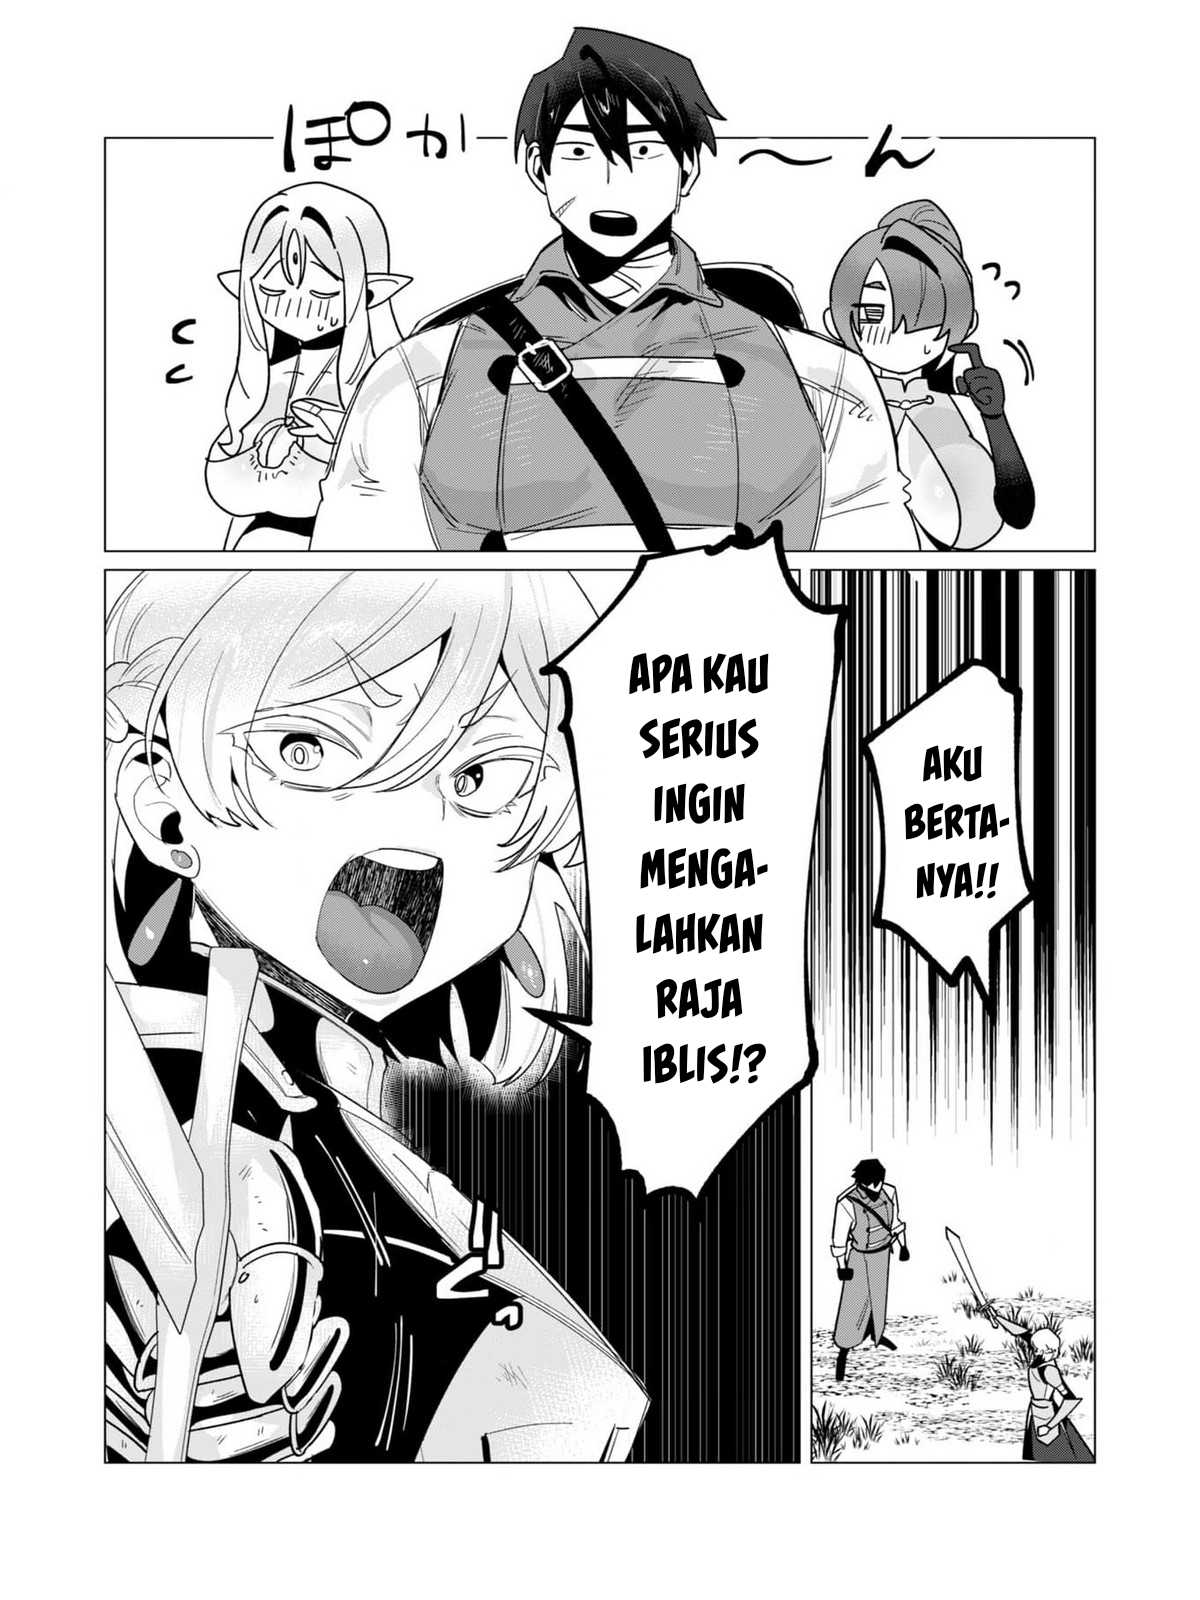 ぽか〜ん
AKU
BERTA-
NYA!!
APA KAU
SERIUS
INGIN
MENGA-
LAHKAN
RAJA
IBLIS!?